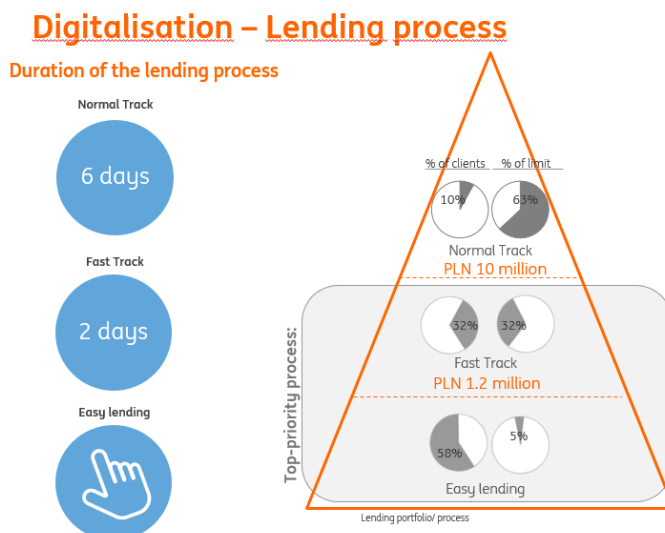 Digitalisation – Lending process
Duration of the lending process
Normal Track
6 days
Fast Track
2 days
Easy lending
% of clients % of limit
10% 63%
Normal Track
PLN 10 million
32% 32%
Fast Track
PLN 1.2 million
58% 5%
Easy lending
Top-priority process:
Lending portfolio/ process